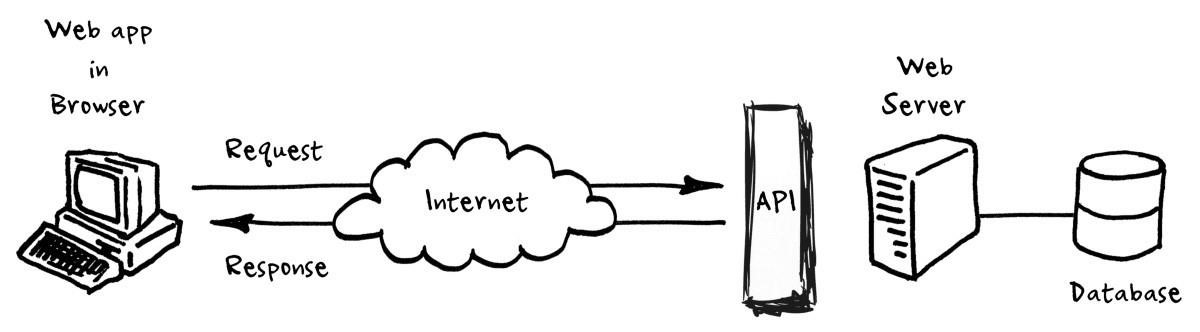 Web app
in
Browser
Request
Response
Internet
API
Web
Server
Database